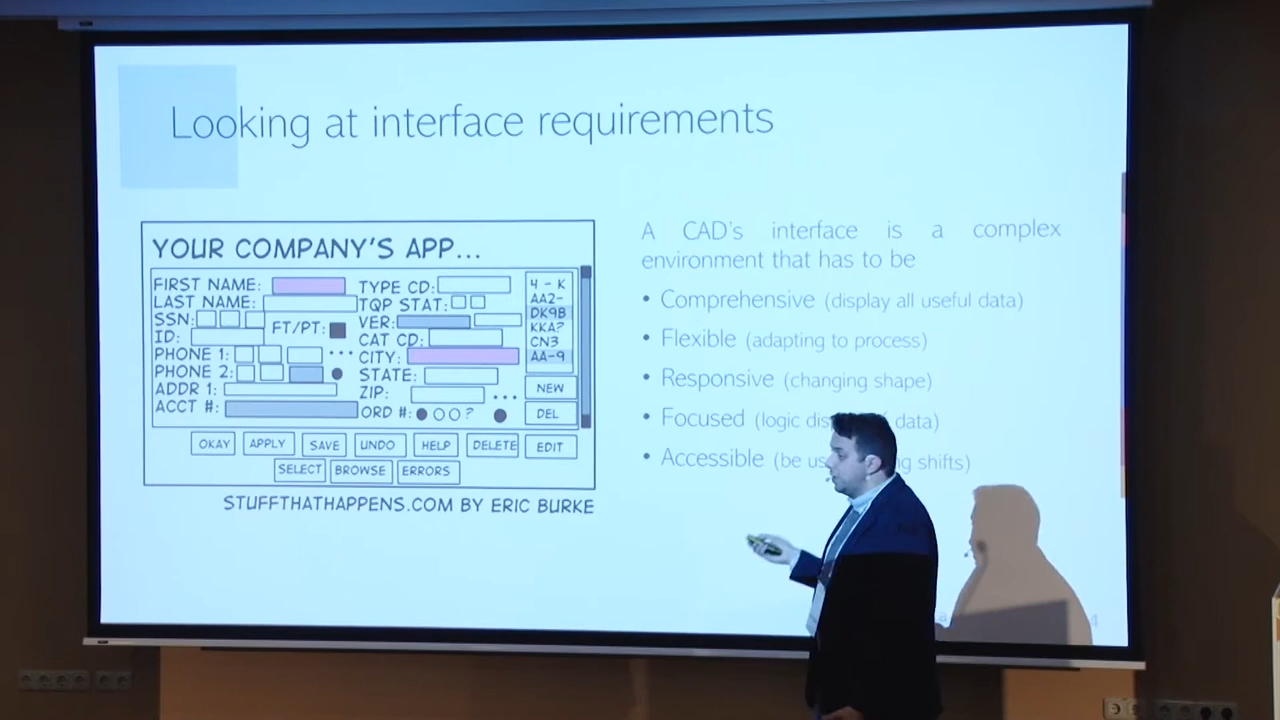 Looking at interface requirements
YOUR COMPANY'S APP...
FIRST NAME:
LAST NAME:
SSN:
FT/PT:
ID:
PHONE 1:
PHONE 2:
ADDR 1:
ACCT #:
TYPE CD:
TQP STAT:
VER:
CAT CD:
CITY:
STATE:
ZIP:
ORD #: ?
4 - K
AA2-
DK9B
KKA?
CN3
AA-9
NEW
DEL
OKAY APPLY SAVE UNDO HELP DELETE EDIT
SELECT BROWSE ERRORS
STUFFTHATHAPPENS.COM BY ERIC BURKE
A CAD's interface is a complex
environment that has to be
• Comprehensive (display all useful data)
• Flexible (adapting to process)
• Responsive (changing shape)
• Focused (logic data)
• Accessible (be shifts)